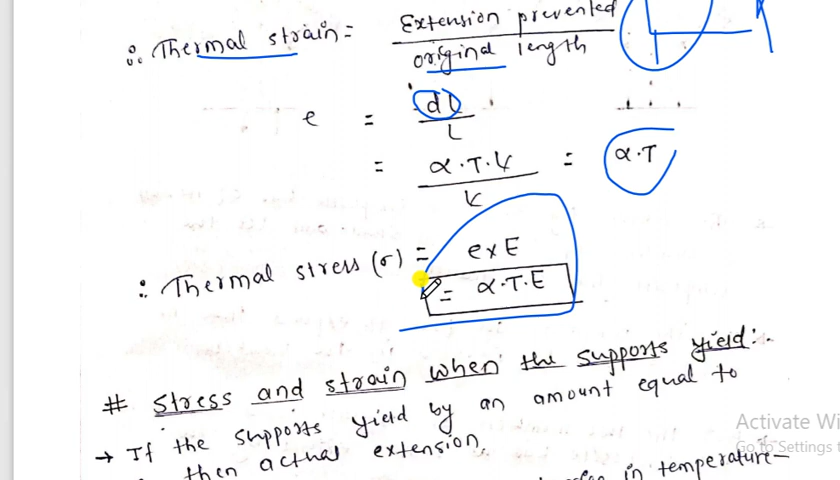 ∴ Thermal strain = Extension prevented
original length
e = dL
L
= α.T.L = α.T
L
∴ Thermal stress (σ) = e×E
= α.T.E
# Stress and strain when the supports yield:-
→ If the supports yield by an amount equal to
then actual extension.
in temperature-
Activate Wi
Go to Settings t